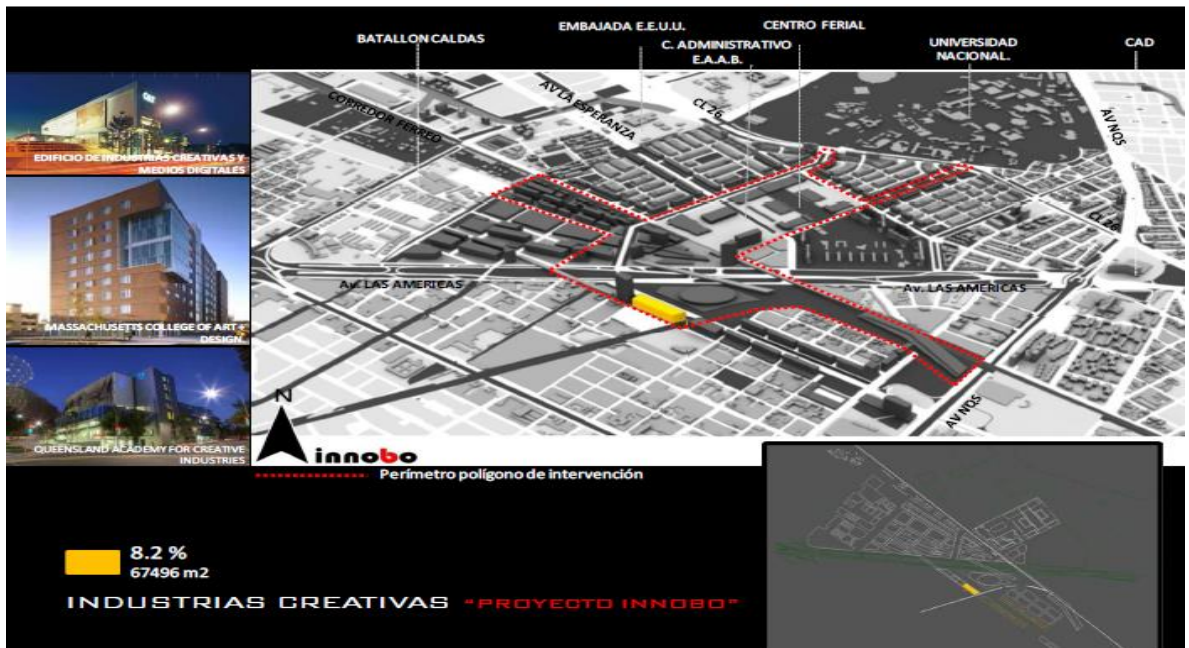 BATALLON CALDAS
EMBAJADA E.E.U.U.
C. ADMINISTRATIVO
E.A.A.B.
CENTRO FERIAL
UNIVERSIDAD
NACIONAL.
CAD
CORREDOR FERREO
AV LA ESPERANZA
CL 26
AV NQS
CL 26
Av. LAS AMERICAS
Av. LAS AMERICAS
AV NQS
EDIFICIO DE INDUSTRIAS CREATIVAS Y
MEDIOS DIGITALES
MASSACHUSETTS COLLEGE OF ART +
DESIGN
QUEENSLAND ACADEMY FOR CREATIVE
INDUSTRIES
N
innobo
Perímetro polígono de intervención
8.2 %
67496 m2
INDUSTRIAS CREATIVAS "PROYECTO INNOBO"